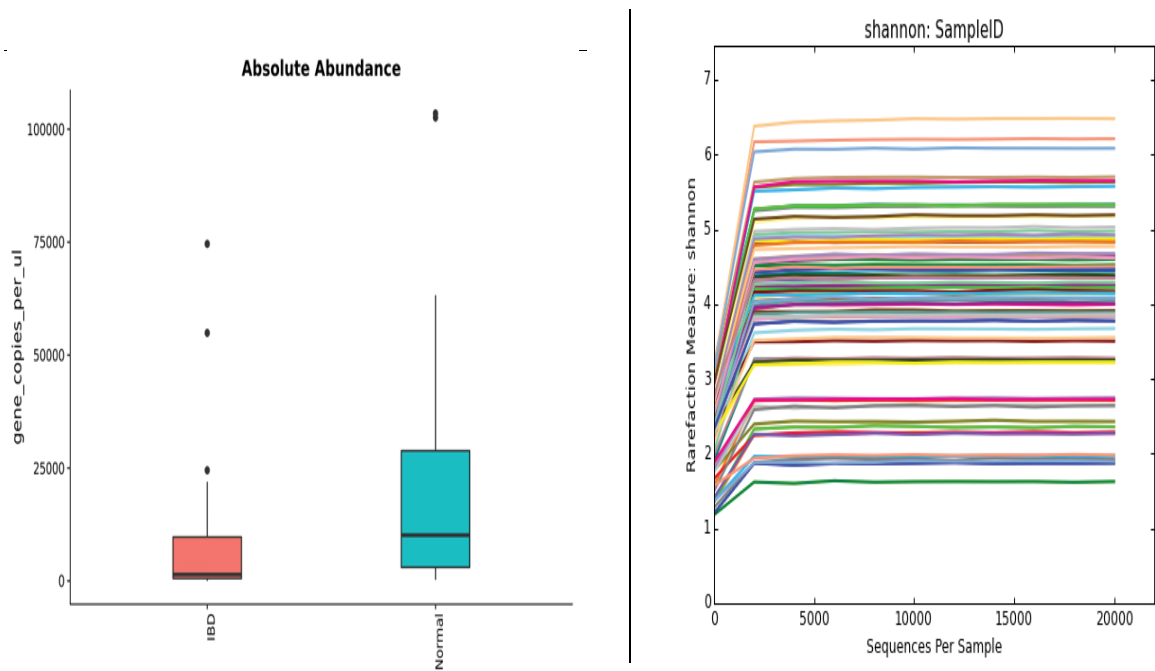 Absolute Abundance
gene_copies_per_ul
100000
75000
50000
25000
0
IBD
Normal
shannon: SampleID
Rarefaction Measure: shannon
7
6
5
4
3
2
1
0
0
5000
10000
15000
20000
Sequences Per Sample